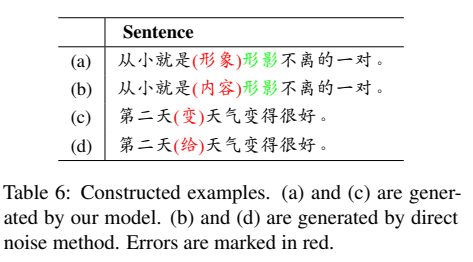 Sentence
(a) 从小就是(形象)形影不离的一对。
(b) 从小就是(内容)形影不离的一对。
(c) 第二天(变)天气变得很好。
(d) 第二天(给)天气变得很好。
Table 6: Constructed examples. (a) and (c) are gener-
ated by our model. (b) and (d) are generated by direct
noise method. Errors are marked in red.